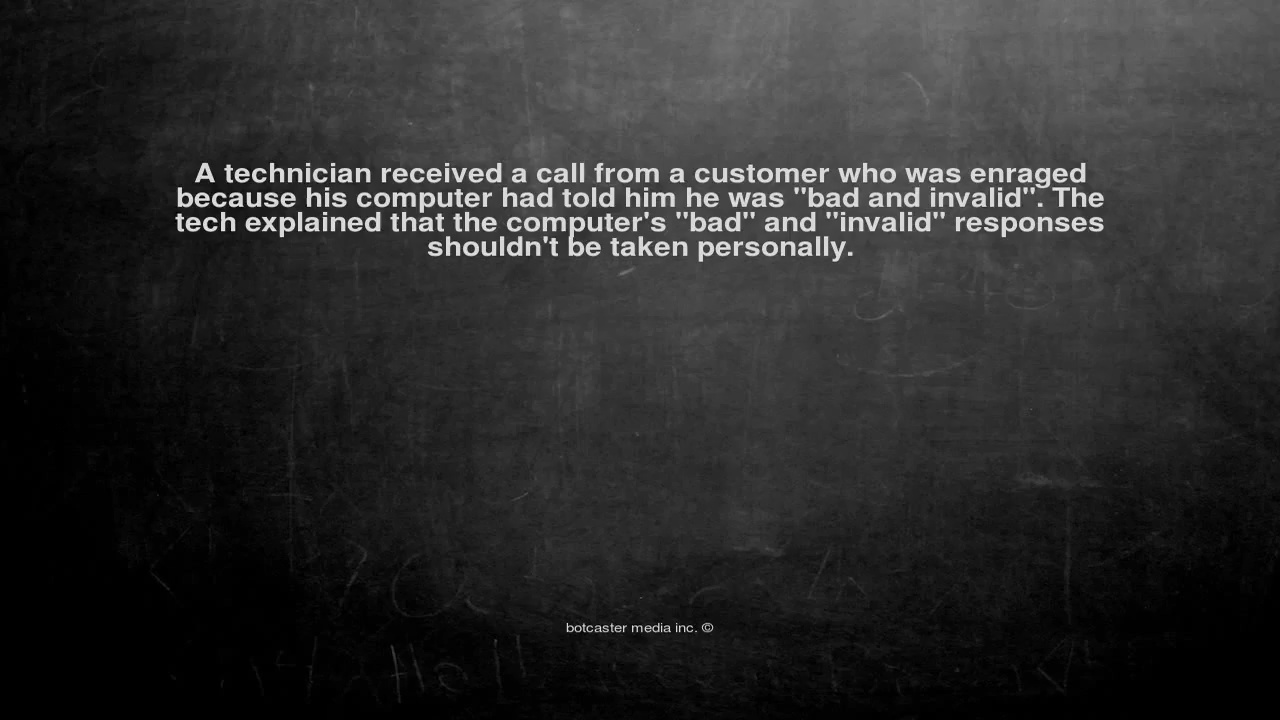 A technician received a call from a customer who was enraged
because his computer had told him he was "bad and invalid". The
tech explained that the computer's "bad" and "invalid" responses
shouldn't be taken personally.
botcaster media inc. ©